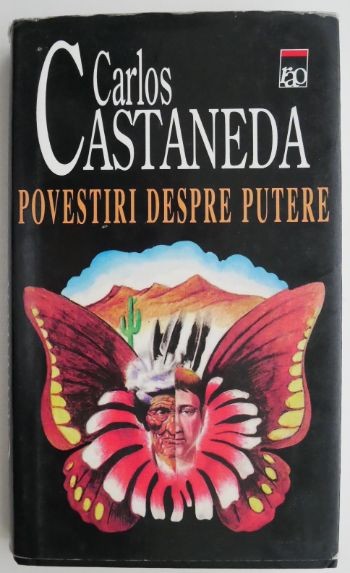 Carlos
CASTANEDA
rao
POVESTIRI DESPRE PUTERE